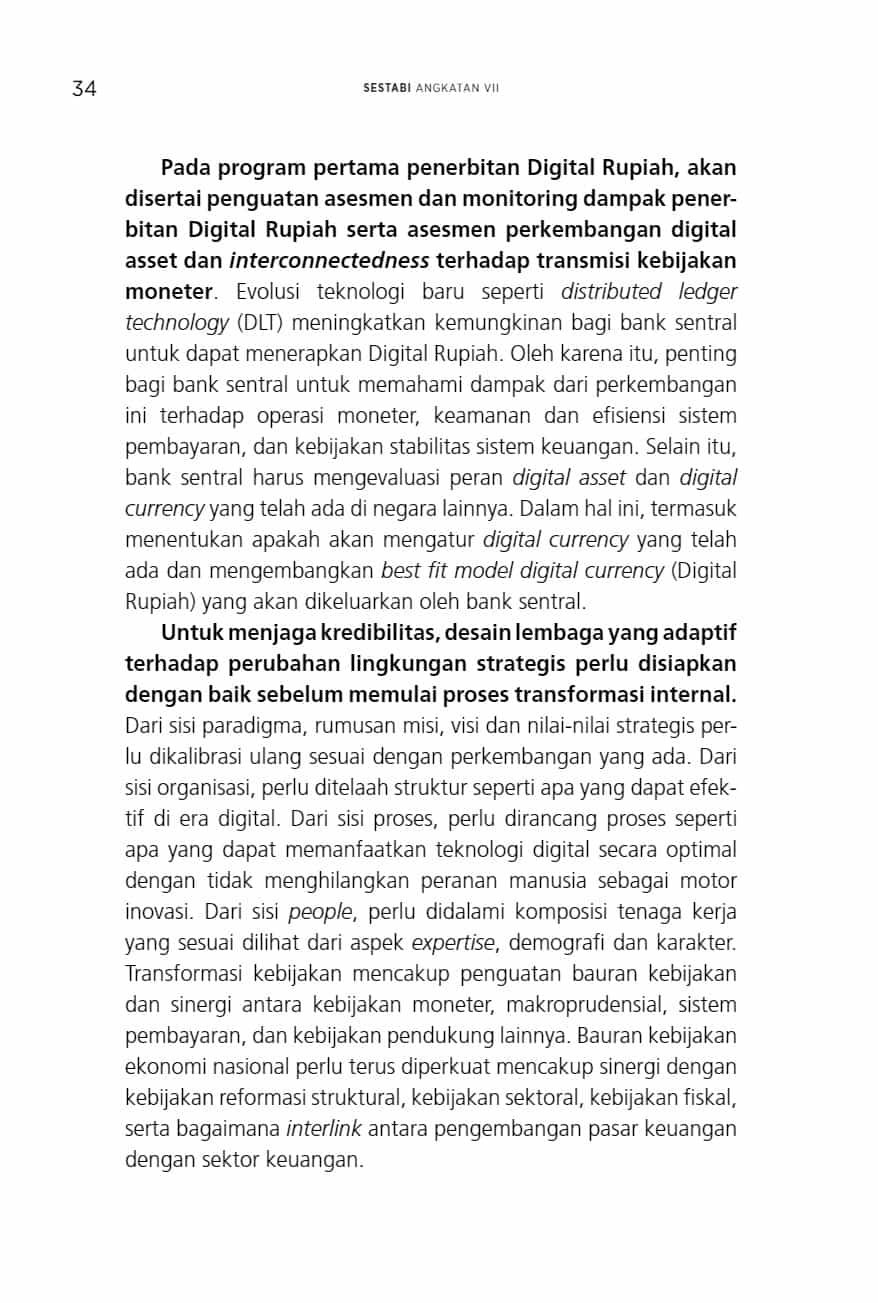 34
SESTABI ANGKATAN VII
Pada program pertama penerbitan Digital Rupiah, akan
disertai penguatan asesmen dan monitoring dampak pener-
bitan Digital Rupiah serta asesmen perkembangan digital
asset dan interconnectedness terhadap transmisi kebijakan
moneter. Evolusi teknologi baru seperti distributed ledger
technology (DLT) meningkatkan kemungkinan bagi bank sentral
untuk dapat menerapkan Digital Rupiah. Oleh karena itu, penting
bagi bank sentral untuk memahami dampak dari perkembangan
ini terhadap operasi moneter, keamanan dan efisiensi sistem
pembayaran, dan kebijakan stabilitas sistem keuangan. Selain itu,
bank sentral harus mengevaluasi peran digital asset dan digital
currency yang telah ada di negara lainnya. Dalam hal ini, termasuk
menentukan apakah akan mengatur digital currency yang telah
ada dan mengembangkan best fit model digital currency (Digital
Rupiah) yang akan dikeluarkan oleh bank sentral.
Untuk menjaga kredibilitas, desain lembaga yang adaptif
terhadap perubahan lingkungan strategis perlu disiapkan
dengan baik sebelum memulai proses transformasi internal.
Dari sisi paradigma, rumusan misi, visi dan nilai-nilai strategis per-
lu dikalibrasi ulang sesuai dengan perkembangan yang ada. Dari
sisi organisasi, perlu ditelaah struktur seperti apa yang dapat efek-
tif di era digital. Dari sisi proses, perlu dirancang proses seperti
apa yang dapat memanfaatkan teknologi digital secara optimal
dengan tidak menghilangkan peranan manusia sebagai motor
inovasi. Dari sisi people, perlu didalami komposisi tenaga kerja
yang sesuai dilihat dari aspek expertise, demografi dan karakter.
Transformasi kebijakan mencakup penguatan bauran kebijakan
dan sinergi antara kebijakan moneter, makroprudensial, sistem
pembayaran, dan kebijakan pendukung lainnya. Bauran kebijakan
ekonomi nasional perlu terus diperkuat mencakup sinergi dengan
kebijakan reformasi struktural, kebijakan sektoral, kebijakan fiskal,
serta bagaimana interlink antara pengembangan pasar keuangan
dengan sektor keuangan.